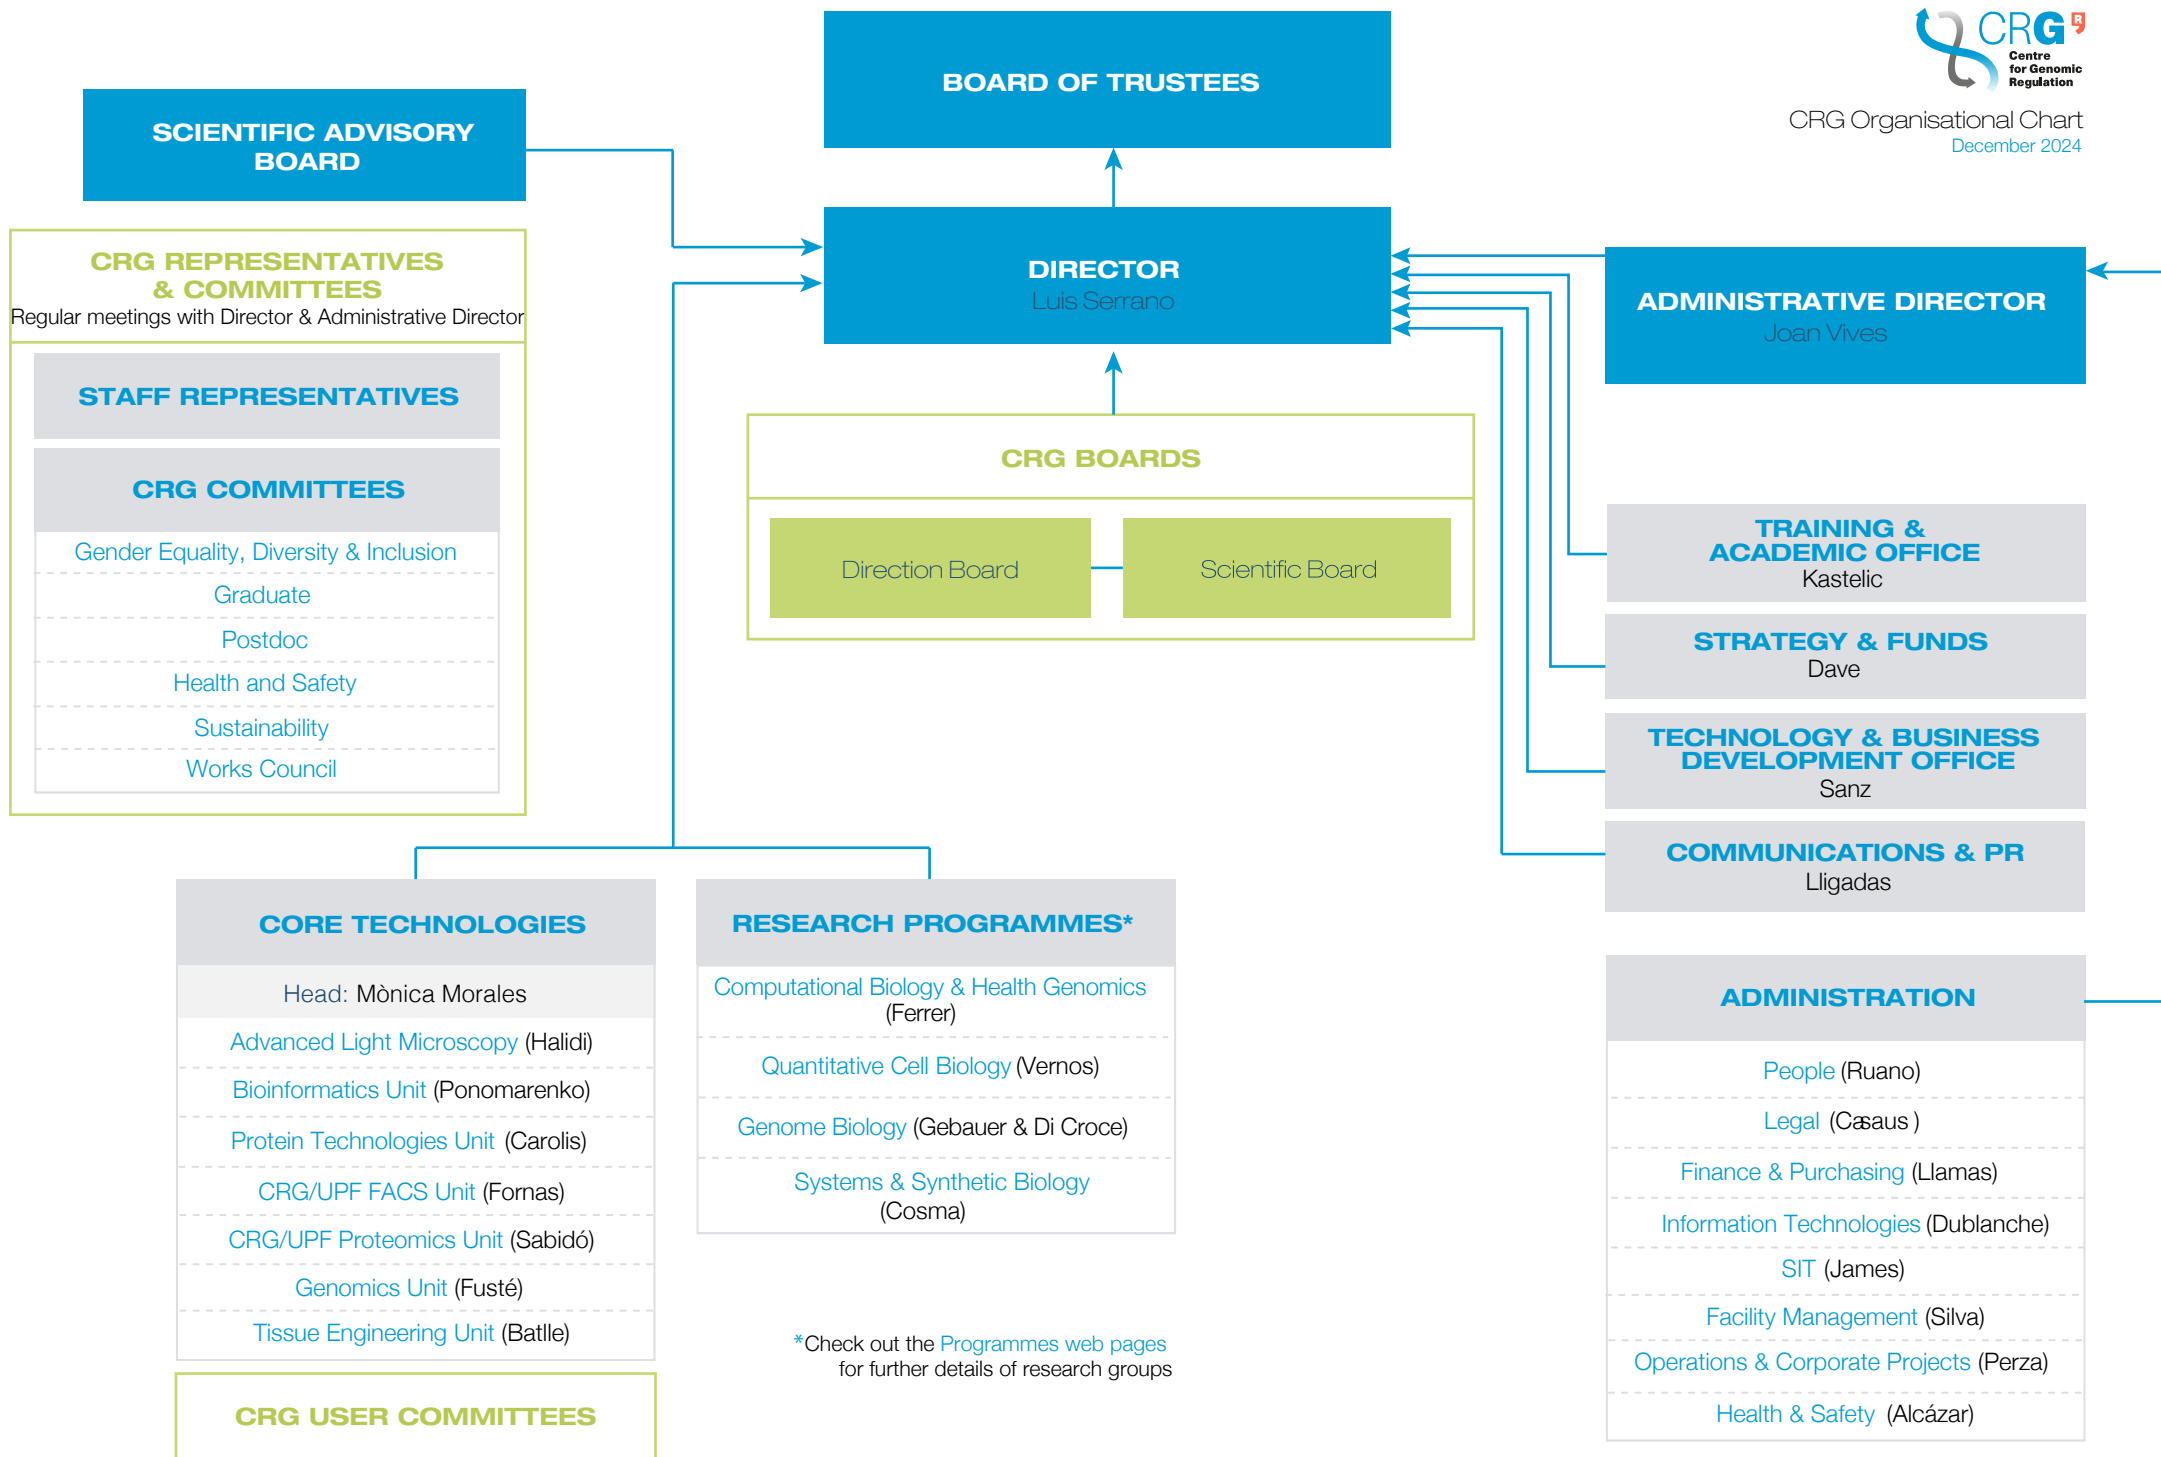 BOARD OF TRUSTEES
CRG R
Centre
for Genomic
Regulation
CRG Organisational Chart
December 2024
SCIENTIFIC ADVISORY
BOARD
DIRECTOR
Luis Serrano
ADMINISTRATIVE DIRECTOR
Joan Vives
CRG REPRESENTATIVES
& COMMITTEES
Regular meetings with Director & Administrative Director
STAFF REPRESENTATIVES
CRG COMMITTEES
Gender Equality, Diversity & Inclusion
Graduate
Postdoc
Health and Safety
Sustainability
Works Council
CRG BOARDS
Direction Board
Scientific Board
TRAINING &
ACADEMIC OFFICE
Kastelic
STRATEGY & FUNDS
Dave
TECHNOLOGY & BUSINESS
DEVELOPMENT OFFICE
Sanz
COMMUNICATIONS & PR
Lligadas
CORE TECHNOLOGIES
Head: Mònica Morales
Advanced Light Microscopy (Halidi)
Bioinformatics Unit (Ponomarenko)
Protein Technologies Unit (Carolis)
CRG/UPF FACS Unit (Fornas)
CRG/UPF Proteomics Unit (Sabidó)
Genomics Unit (Fusté)
Tissue Engineering Unit (Batlle)
CRG USER COMMITTEES
RESEARCH PROGRAMMES*
Computational Biology & Health Genomics
(Ferrer)
Quantitative Cell Biology (Vernos)
Genome Biology (Gebauer & Di Croce)
Systems & Synthetic Biology
(Cosma)
*Check out the Programmes web pages
for further details of research groups
ADMINISTRATION
People (Ruano)
Legal (Casaus )
Finance & Purchasing (Llamas)
Information Technologies (Dublanche)
SIT (James)
Facility Management (Silva)
Operations & Corporate Projects (Perza)
Health & Safety (Alcázar)